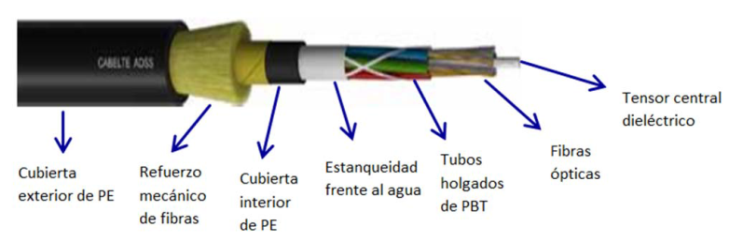 CABELTE ADSS
Tensor central
dieléctrico
Fibras
ópticas
Tubos
holgados
de PBT
Estanqueidad
frente al agua
Cubierta
interior
de PE
Refuerzo
mecánico
de fibras
Cubierta
exterior de PE